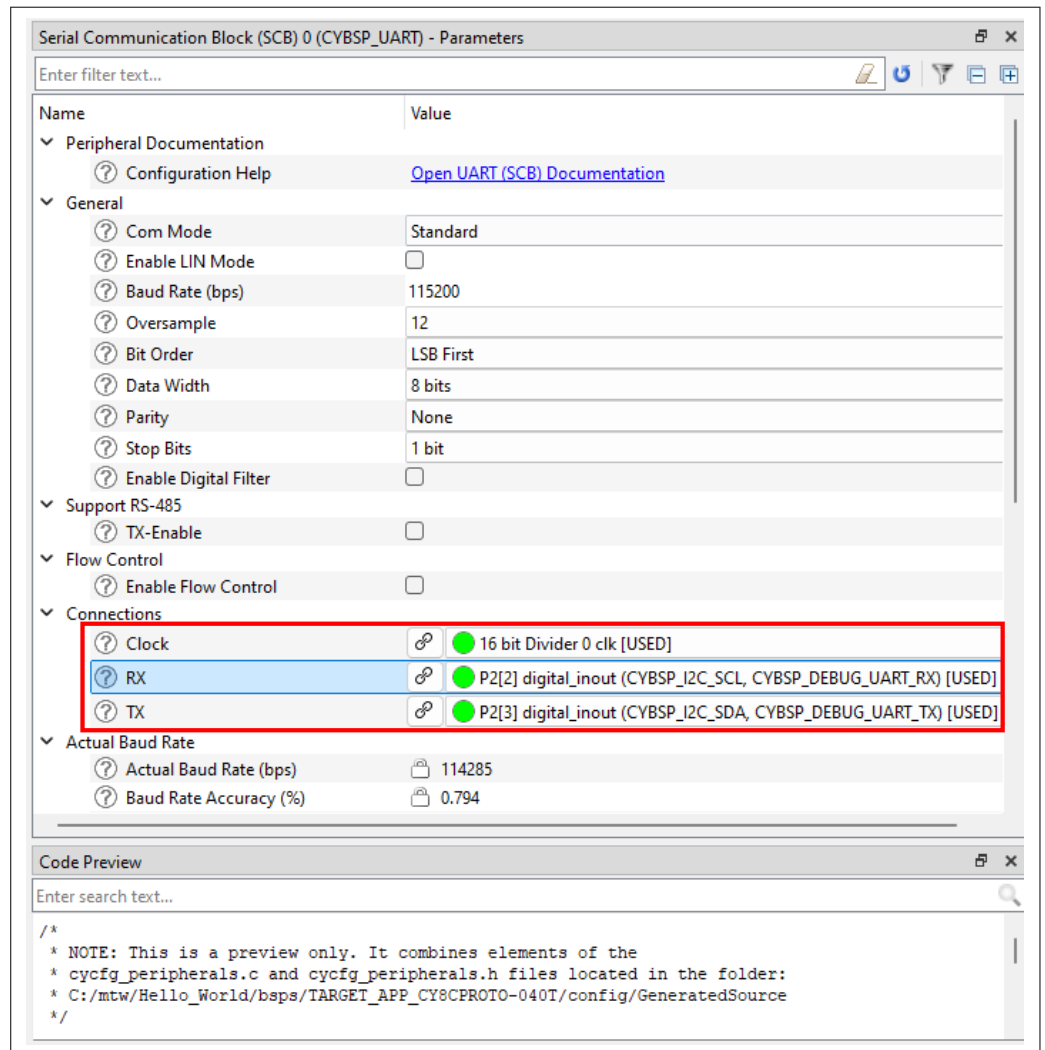 Serial Communication Block (SCB) 0 (CYBSP_UART) - Parameters
Enter filter text...
Name Value
Peripheral Documentation
Configuration Help Open UART (SCB) Documentation
General
Com Mode Standard
Enable LIN Mode
Baud Rate (bps) 115200
Oversample 12
Bit Order LSB First
Data Width 8 bits
Parity None
Stop Bits 1 bit
Enable Digital Filter
Support RS-485
TX-Enable
Flow Control
Enable Flow Control
Connections
Clock 16 bit Divider 0 clk [USED]
RX P2[2] digital_inout (CYBSP_I2C_SCL, CYBSP_DEBUG_UART_RX) [USED]
TX P2[3] digital_inout (CYBSP_I2C_SDA, CYBSP_DEBUG_UART_TX) [USED]
Actual Baud Rate
Actual Baud Rate (bps) 114285
Baud Rate Accuracy (%) 0.794
Code Preview
Enter search text...
/*
* NOTE: This is a preview only. It combines elements of the
* cycfg_peripherals.c and cycfg_peripherals.h files located in the folder:
* C:/mtw/Hello_World/bsps/TARGET_APP_CY8CPROTO-040T/config/GeneratedSource
*/